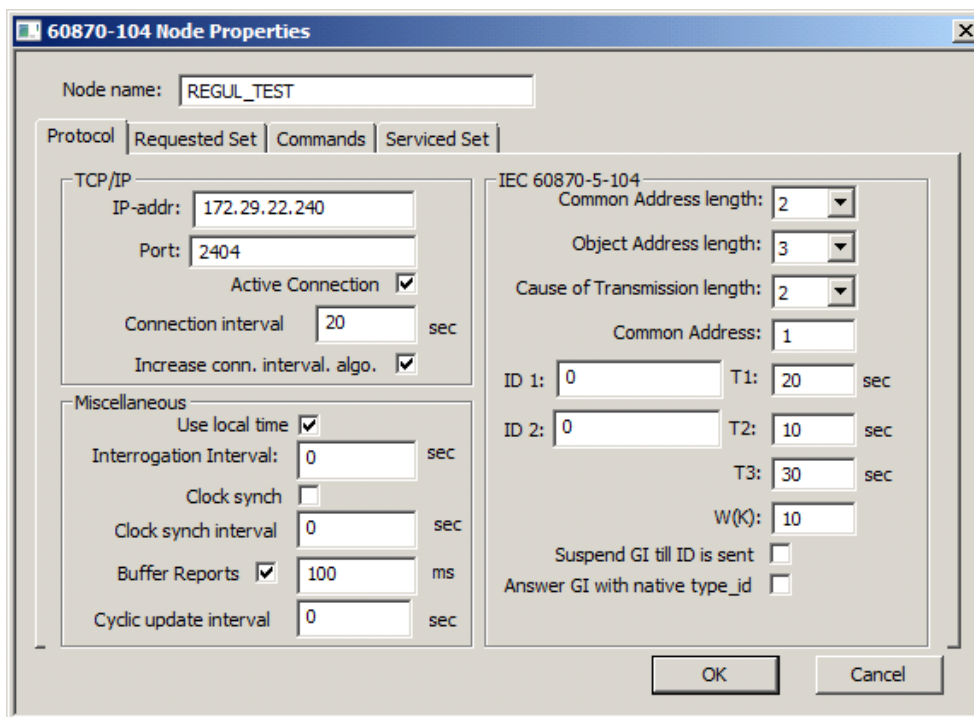 60870-104 Node Properties
Node name: REGUL_TEST
Protocol Requested Set Commands Serviced Set
TCP/IP
IP-addr: 172.29.22.240
Port: 2404
Active Connection
Connection interval 20 sec
Increase conn. interval. algo.
Miscellaneous
Use local time
Interrogation Interval: 0 sec
Clock synch
Clock synch interval 0 sec
Buffer Reports 100 ms
Cyclic update interval 0 sec
IEC 60870-5-104
Common Address length: 2
Object Address length: 3
Cause of Transmission length: 2
Common Address: 1
ID 1: 0 T1: 20 sec
ID 2: 0 T2: 10 sec
T3: 30 sec
W(K): 10
Suspend GI till ID is sent
Answer GI with native type_id
OK Cancel